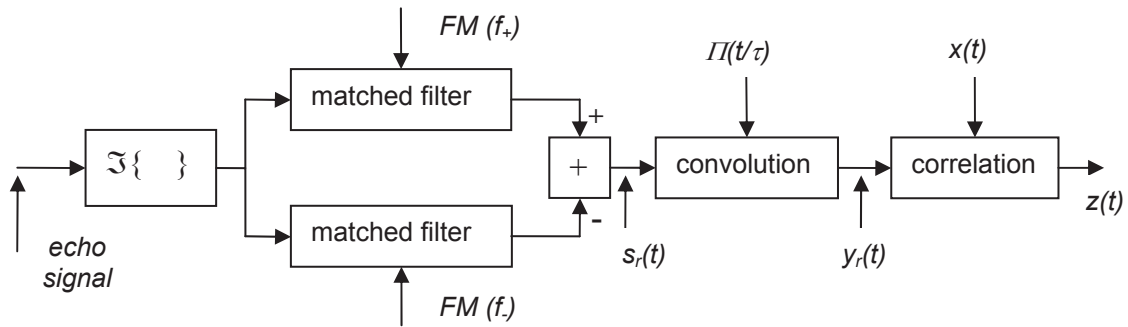 FM (f₊)
Π(t/τ)
x(t)
matched filter
+
ℑ{ }
+
convolution
correlation
z(t)
matched filter
-
echo
signal
sᵣ(t)
yᵣ(t)
FM (f₋)